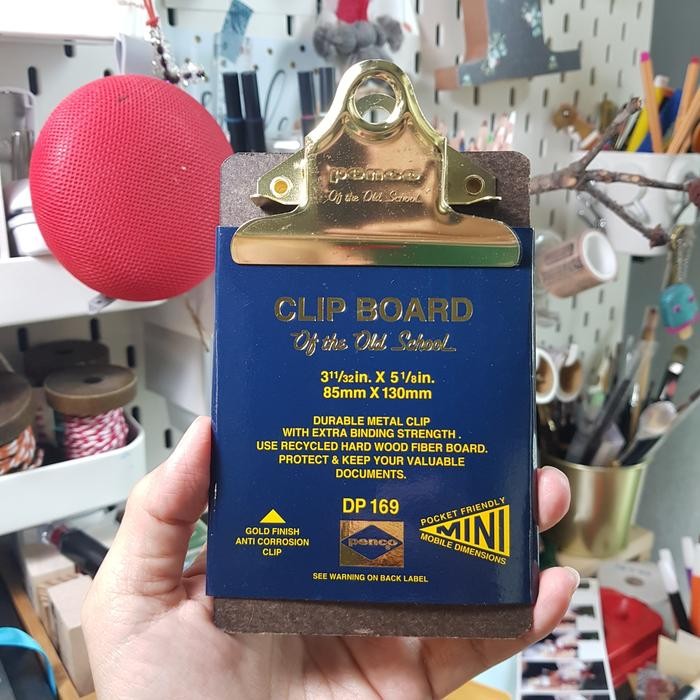 penco
Of the Old School
CLIP BOARD
Of the Old School
3 11/32in. X 5 1/8in.
85mm X 130mm
DURABLE METAL CLIP
WITH EXTRA BINDING STRENGTH .
USE RECYCLED HARD WOOD FIBER BOARD.
PROTECT & KEEP YOUR VALUABLE
DOCUMENTS.
DP 169
GOLD FINISH
ANTI CORROSION
CLIP
penco
POCKET FRIENDLY
MINI
MOBILE DIMENSIONS
SEE WARNING ON BACK LABEL